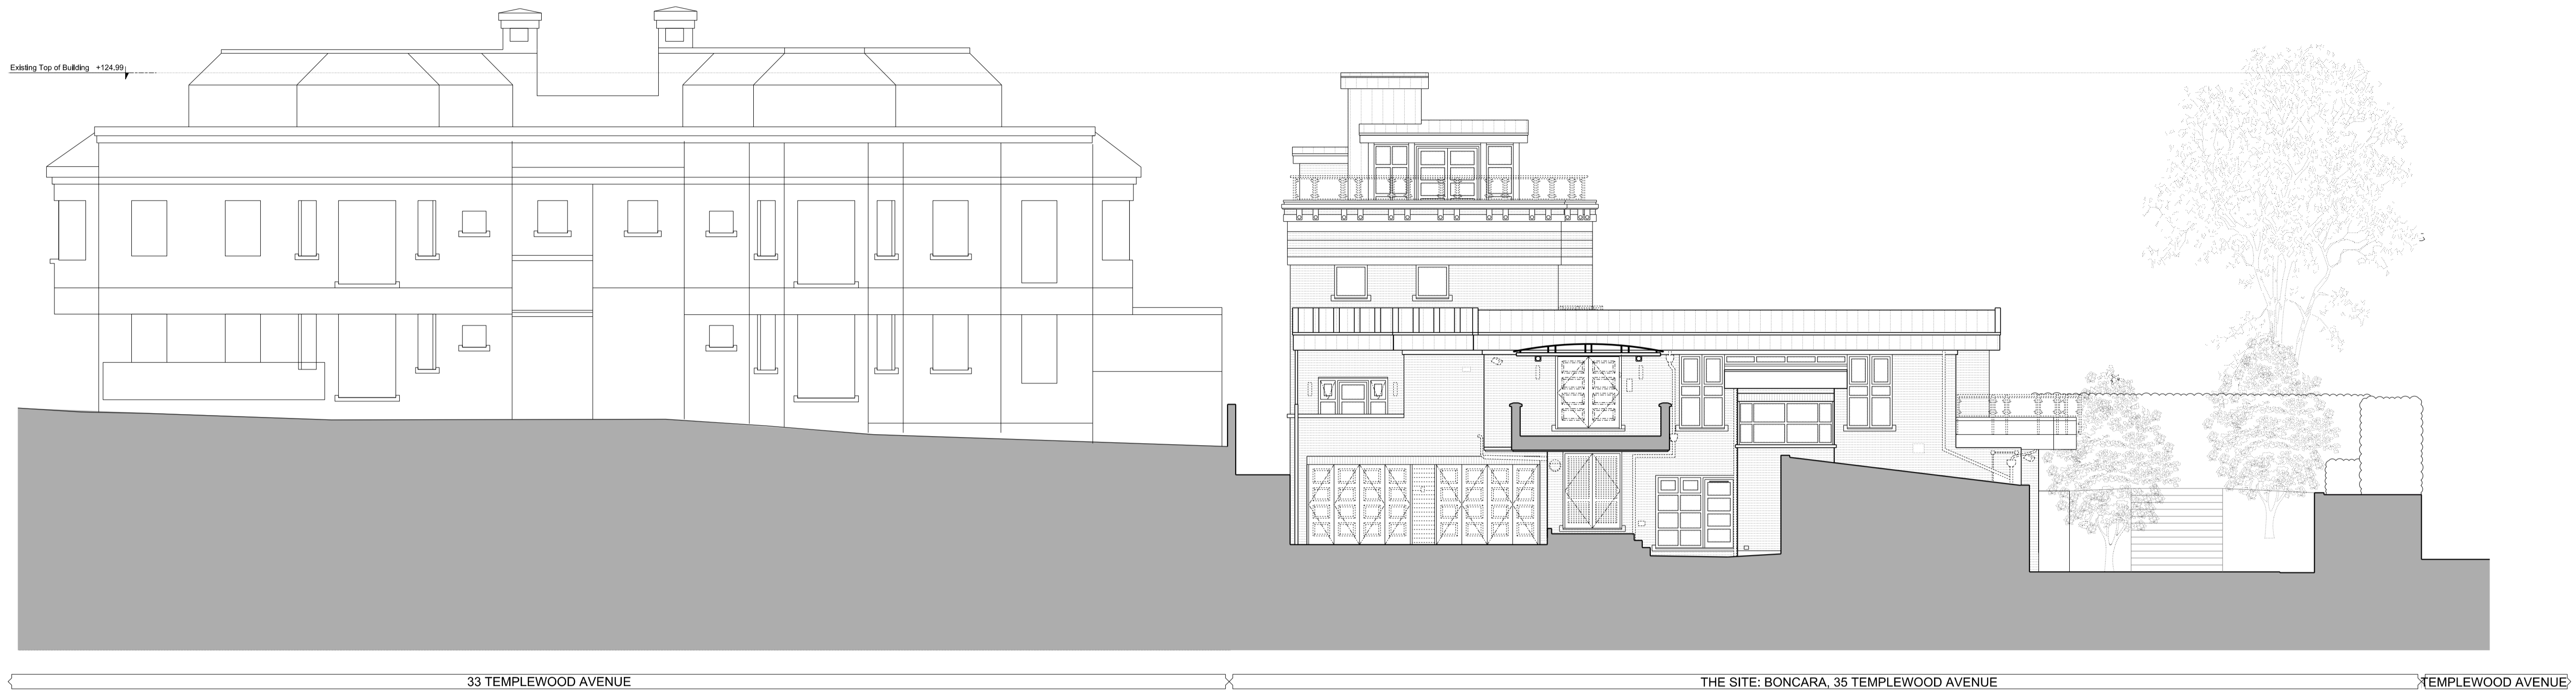 Existing Top of Building +124.99
33 TEMPLEWOOD AVENUE
THE SITE: BONCARA, 35 TEMPLEWOOD AVENUE
TEMPLEWOOD AVENUE